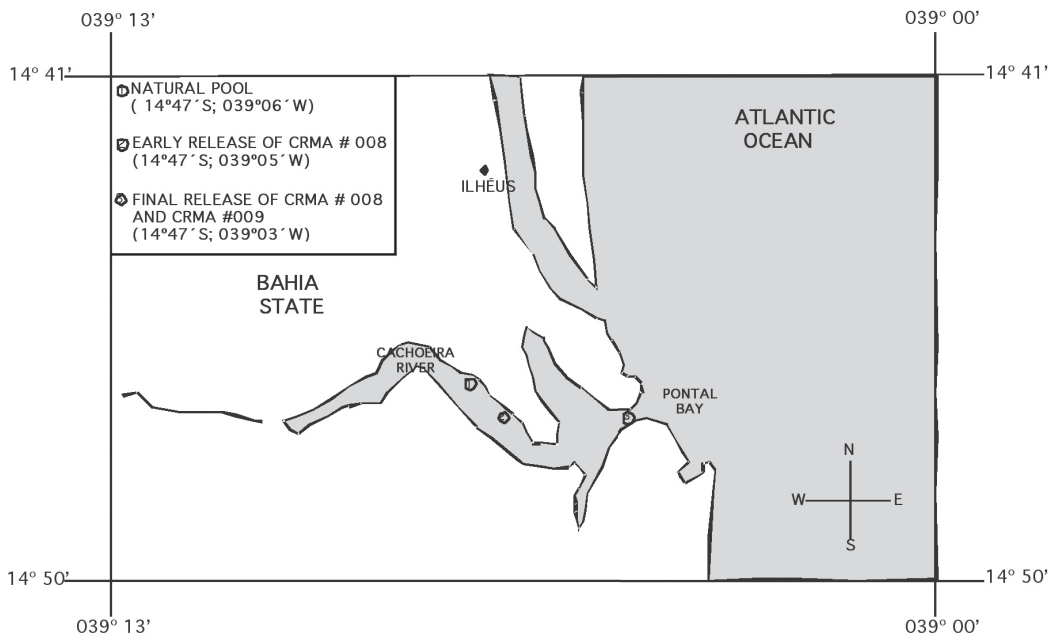 039º 13’
039º 00’
14º 41’
14º 41’
NATURAL POOL
( 14º47´S; 039º06´W)
EARLY RELEASE OF CRMA # 008
(14º47´S; 039º05´W)
FINAL RELEASE OF CRMA # 008
AND CRMA #009
(14º47´S; 039º03´W)
ATLANTIC
OCEAN
ILHÉUS
BAHIA
STATE
CACHOEIRA
RIVER
PONTAL
BAY
N
W
E
S
14º 50’
14º 50’
039º 13’
039º 00’